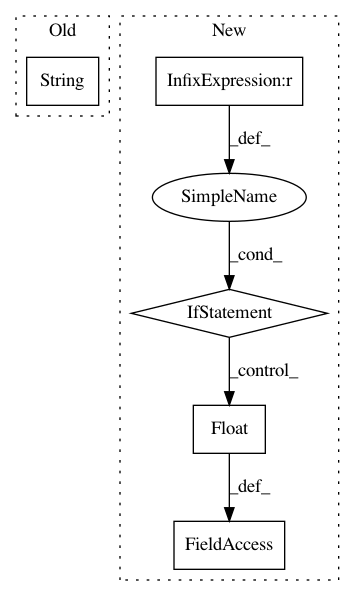 Old
New
String
InfixExpression:r
_def_
SimpleName
_cond_
IfStatement
_control_
Float
_def_
FieldAccess